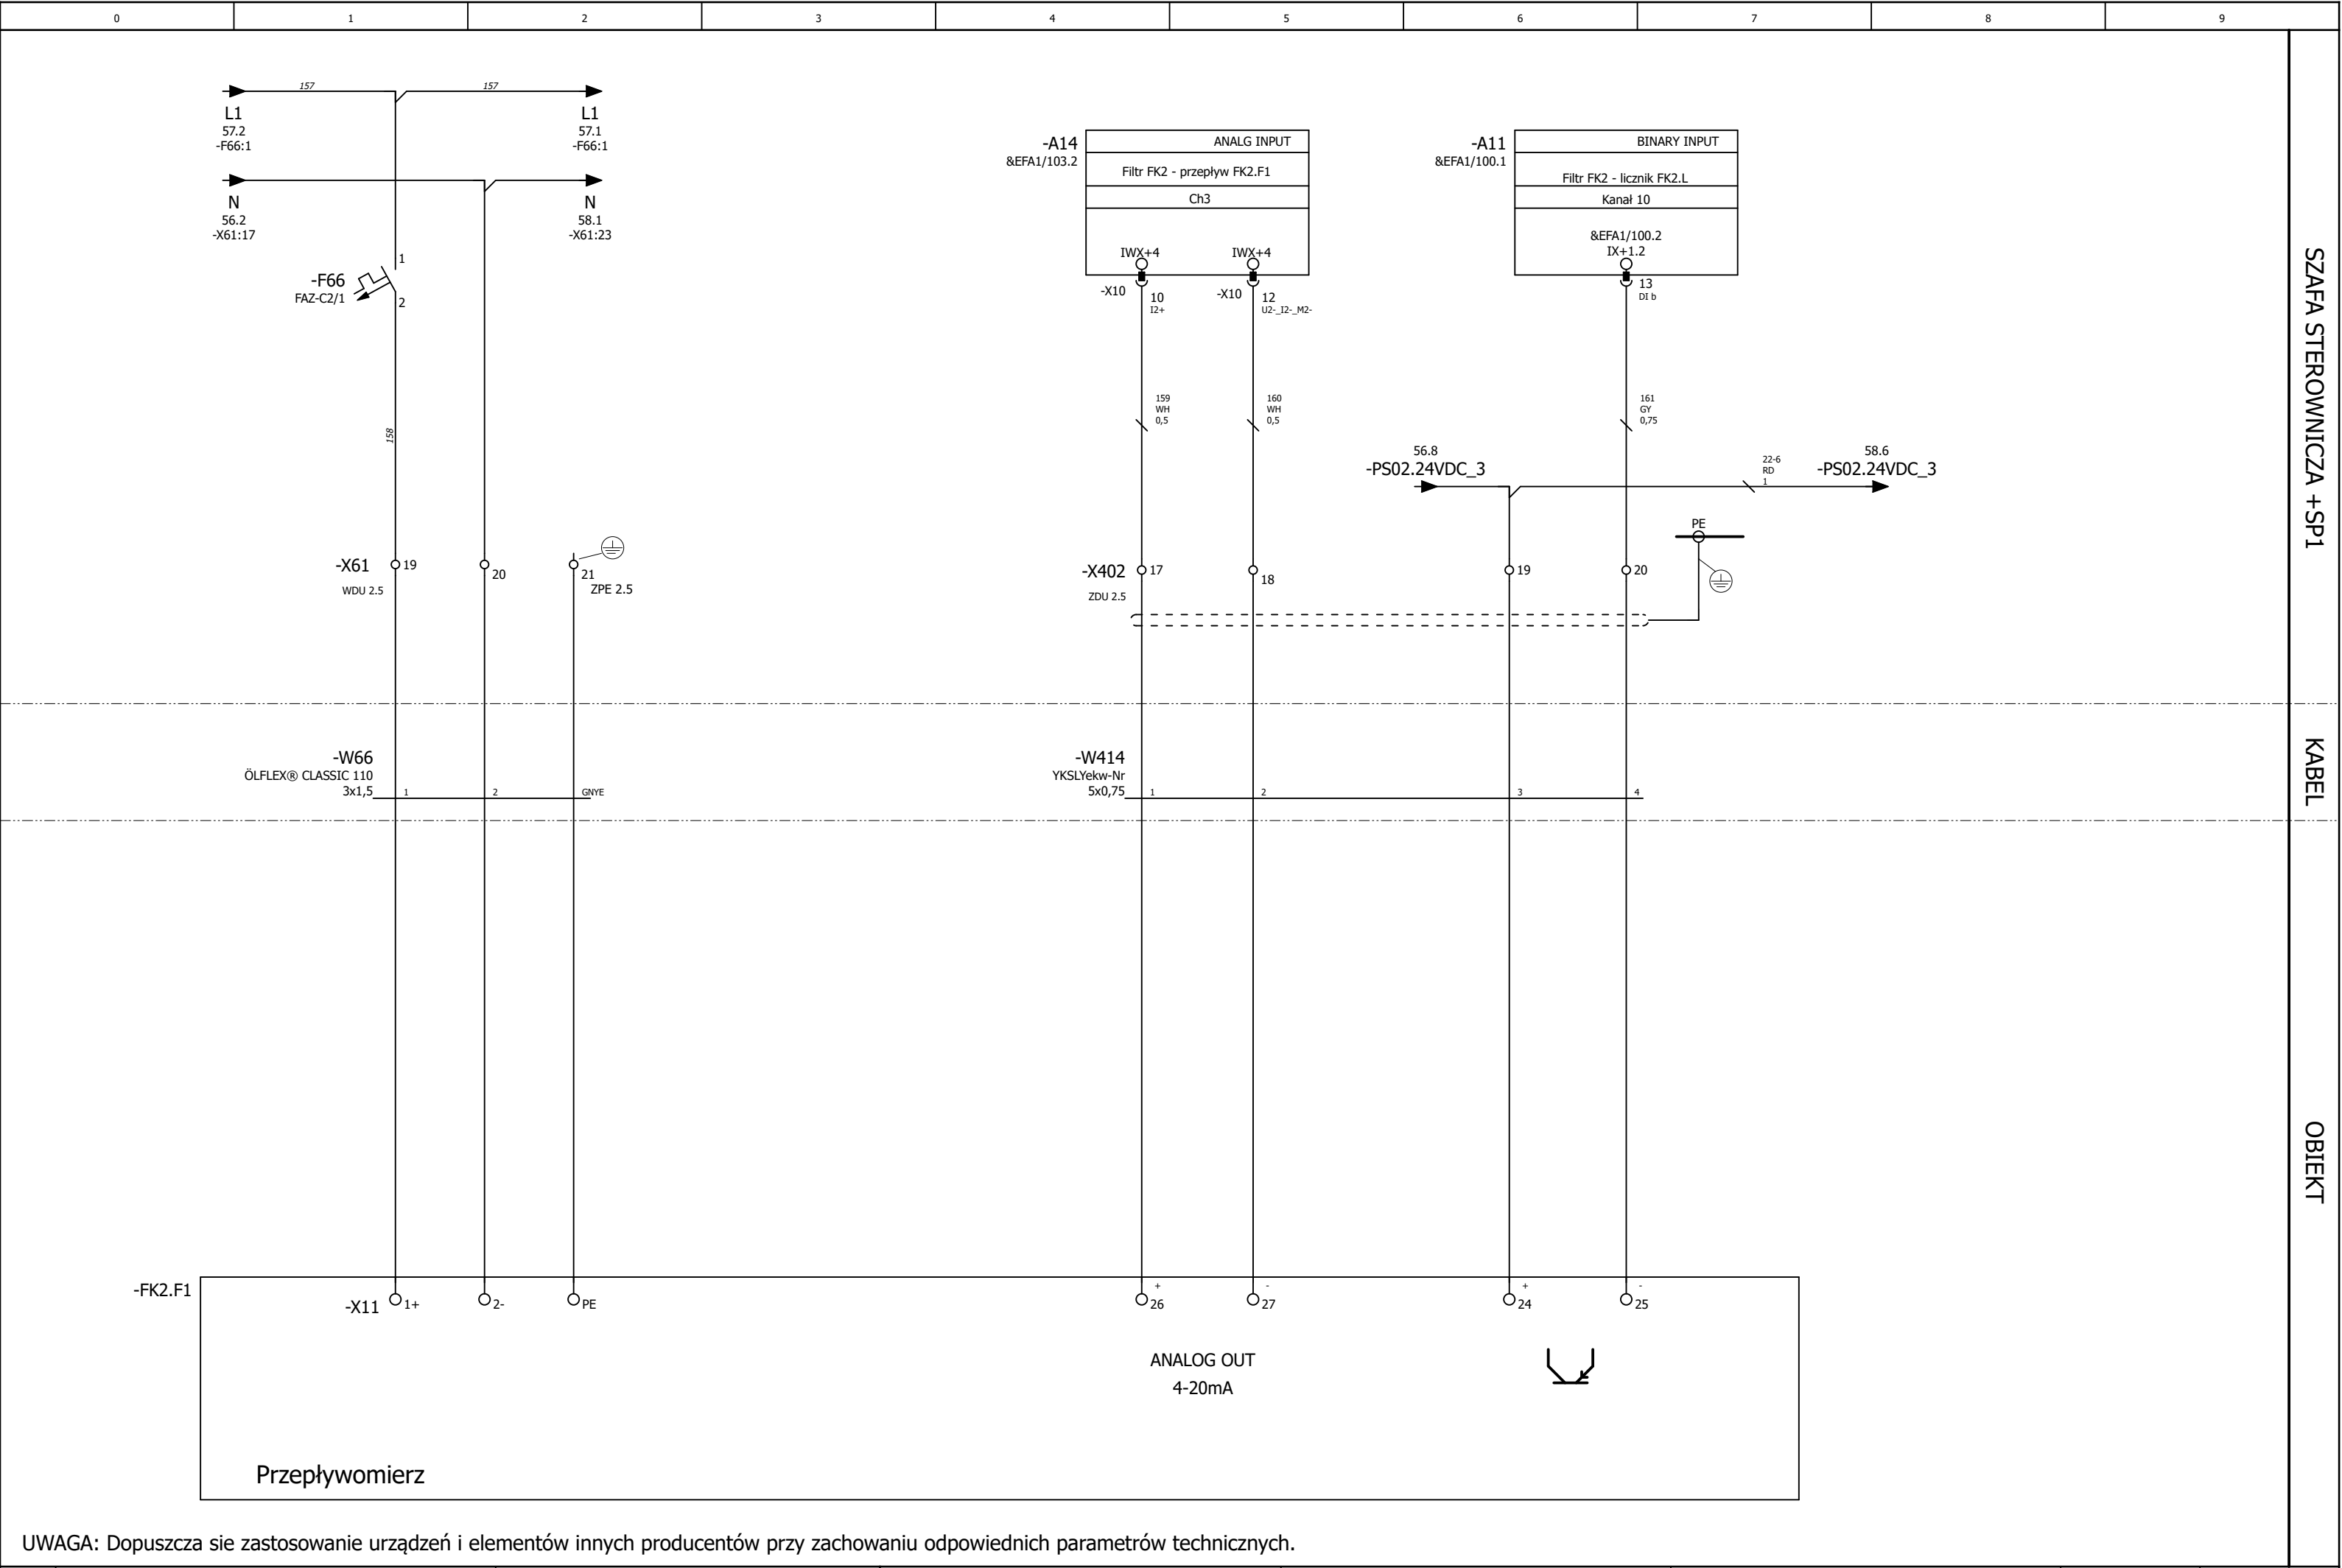 0 1 2 3 4 5 6 7 8 9
157 157
L1 L1
57.2 57.1
-F66:1 -F66:1
N N
56.2 58.1
-X61:17 -X61:23
-F66
FAZ-C2/1
1
2
158
-A14
&EFA1/103.2
ANALG INPUT
Filtr FK2 - przepływ FK2.F1
Ch3
IWX+4 IWX+4
-X10 10
I2+
-X10 12
U2-_I2-_M2-
-A11
&EFA1/100.1
BINARY INPUT
Filtr FK2 - licznik FK2.L
Kanał 10
&EFA1/100.2
IX+1.2
13
DI b
159
WH
0,5
160
WH
0,5
161
GY
0,75
56.8
-PS02.24VDC_3
22-6
RD
1
58.6
-PS02.24VDC_3
PE
-X61 19 20 21
WDU 2.5
ZPE 2.5
-X402 17 18 19 20
ZDU 2.5
SZAFA STEROWNICZA +SP1
-W66
ÖLFLEX® CLASSIC 110
3x1,5 1 2 GNYE
-W414
YKSLYekw-Nr
5x0,75 1 2 3 4
KABEL
OBIEKT
-FK2.F1
-X11 1+ 2- PE
+ - + -
26 27 24 25
ANALOG OUT
4-20mA
Przepływomierz
UWAGA: Dopuszcza sie zastosowanie urządzeń i elementów innych producentów przy zachowaniu odpowiednich parametrów technicznych.